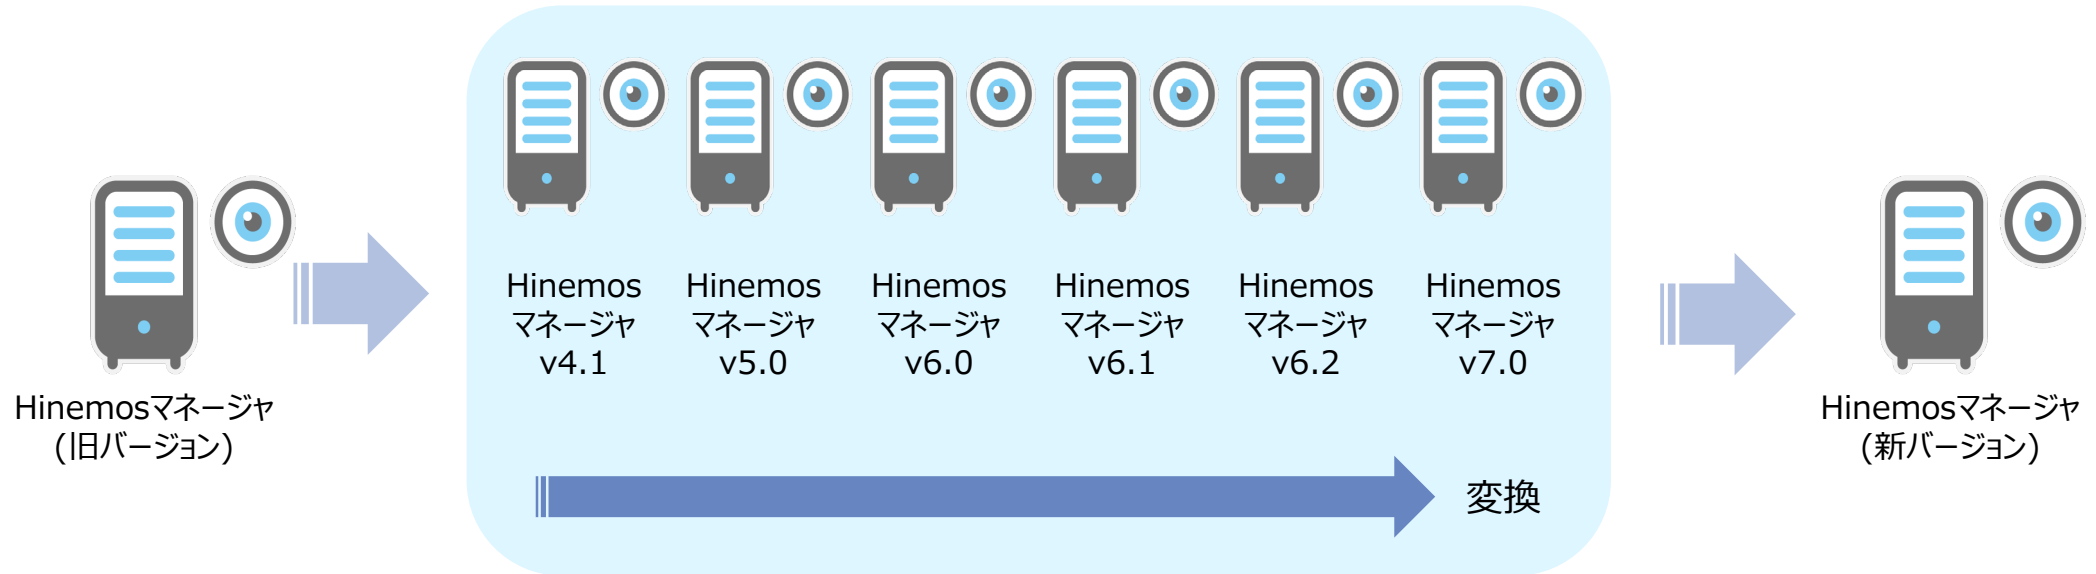 Hinemosマネージャ
(旧バージョン)
Hinemos
マネージャ
v4.1
Hinemos
マネージャ
v5.0
Hinemos
マネージャ
v6.0
Hinemos
マネージャ
v6.1
Hinemos
マネージャ
v6.2
Hinemos
マネージャ
v7.0
変換
Hinemosマネージャ
(新バージョン)